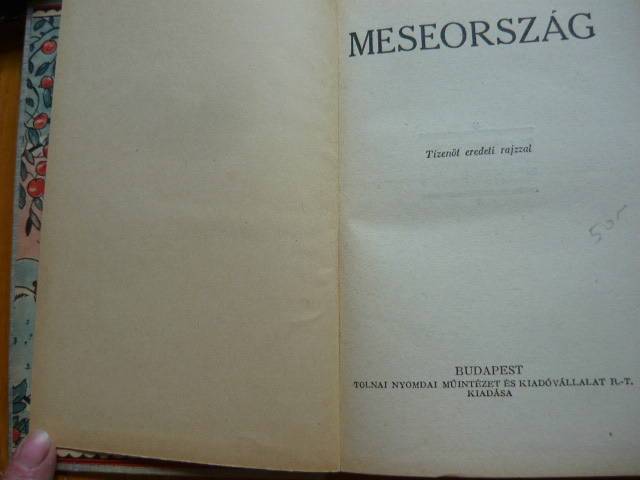 MESEORSZÁG
Tizenöt eredeti rajzzal
BUDAPEST
TOLNAI NYOMDAI MŰINTÉZET ÉS KIADÓVÁLLALAT R.-T.
KIADÁSA